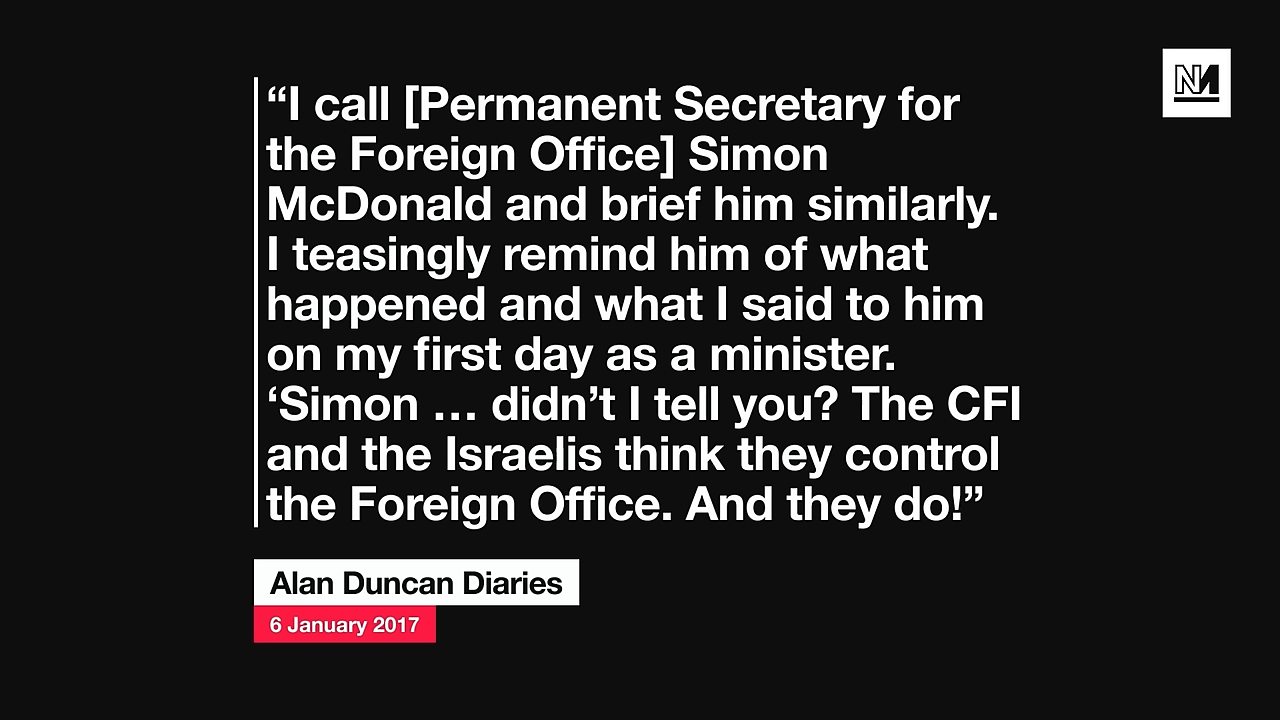 “I call [Permanent Secretary for
the Foreign Office] Simon
McDonald and brief him similarly.
I teasingly remind him of what
happened and what I said to him
on my first day as a minister.
‘Simon … didn’t I tell you? The CFI
and the Israelis think they control
the Foreign Office. And they do!”
Alan Duncan Diaries
6 January 2017
NM